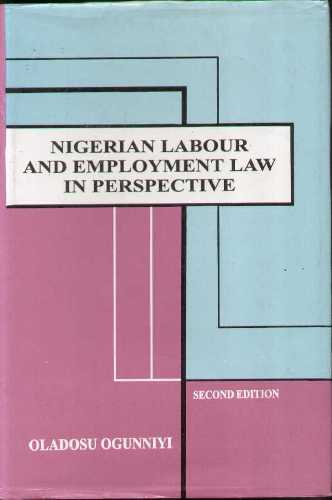 NIGERIAN LABOUR
AND EMPLOYMENT LAW
IN PERSPECTIVE
SECOND EDITION
OLADOSU OGUNNIYI